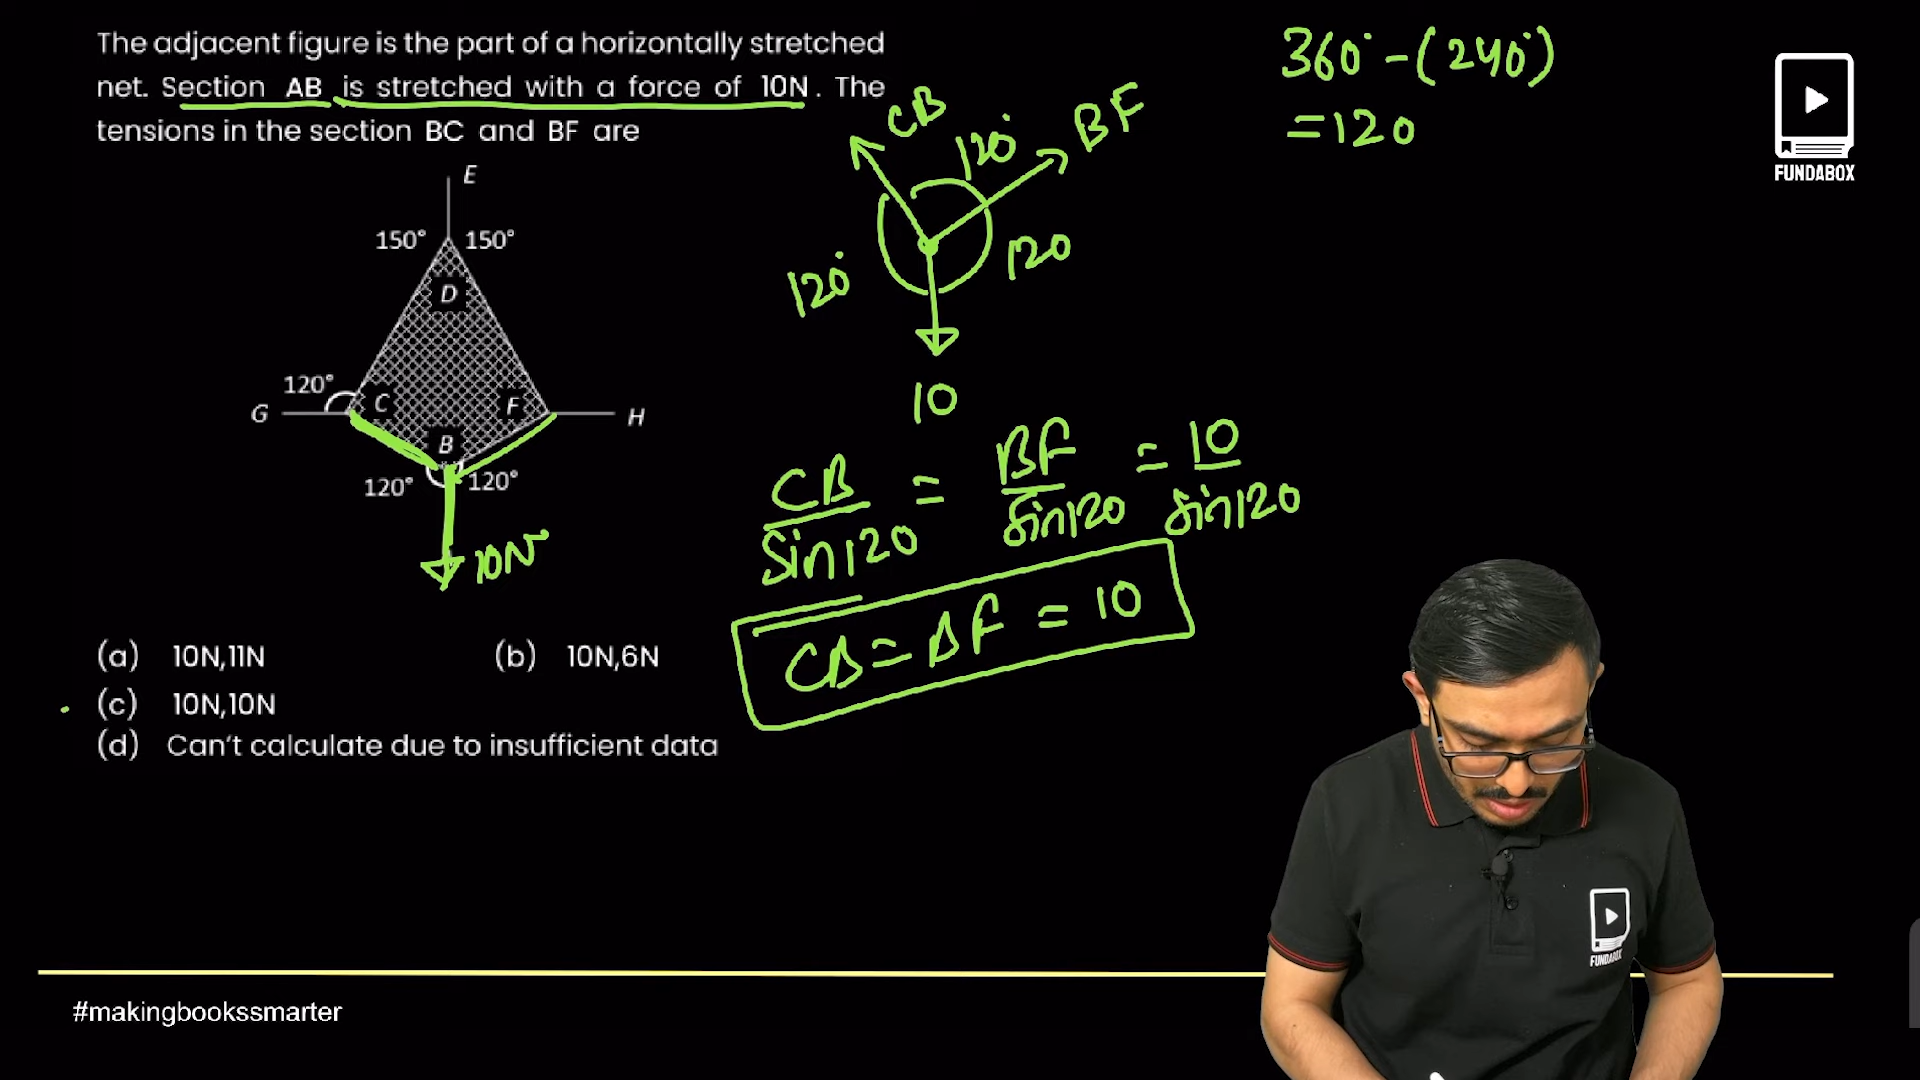 The adjacent figure is the part of a horizontally stretched
net. Section AB is stretched with a force of 10N. The
tensions in the section BC and BF are
E
150° 150°
D
120°
G C F H
B
120° 120°
10N
(a) 10N,11N (b) 10N,6N
(c) 10N,10N
(d) Can't calculate due to insufficient data
CB
BF
120°
120°
120
10
CB/sin120 = BF/sin120 = 10/sin120
CB = BF = 10
360° - (240°)
= 120
FUNDABOX
FUNDABOX
#makingbookssmarter